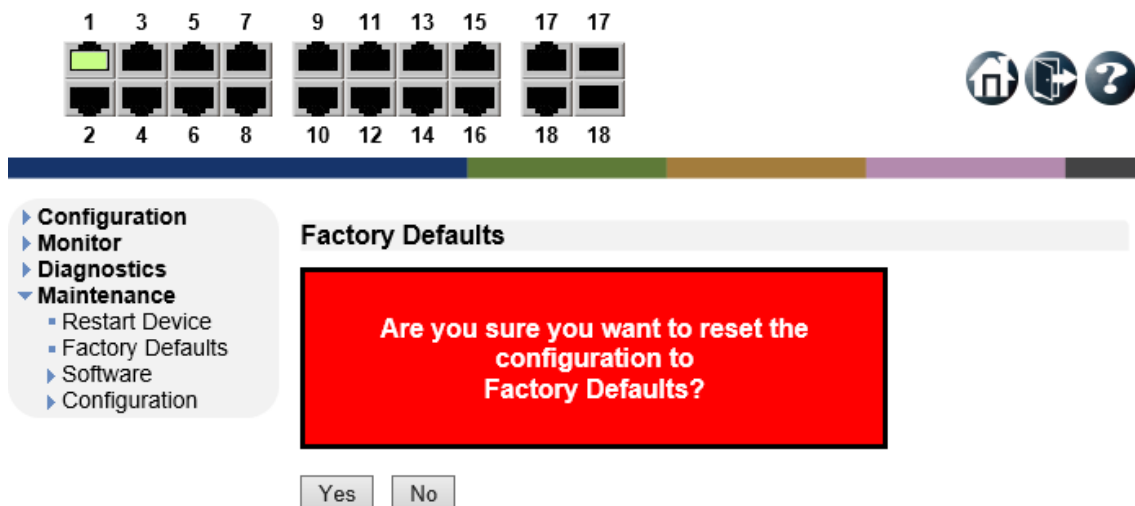 1 3 5 7 9 11 13 15 17 17
2 4 6 8 10 12 14 16 18 18
?
Configuration
Monitor
Diagnostics
Maintenance
Restart Device
Factory Defaults
Software
Configuration
Factory Defaults
Are you sure you want to reset the
configuration to
Factory Defaults?
Yes No